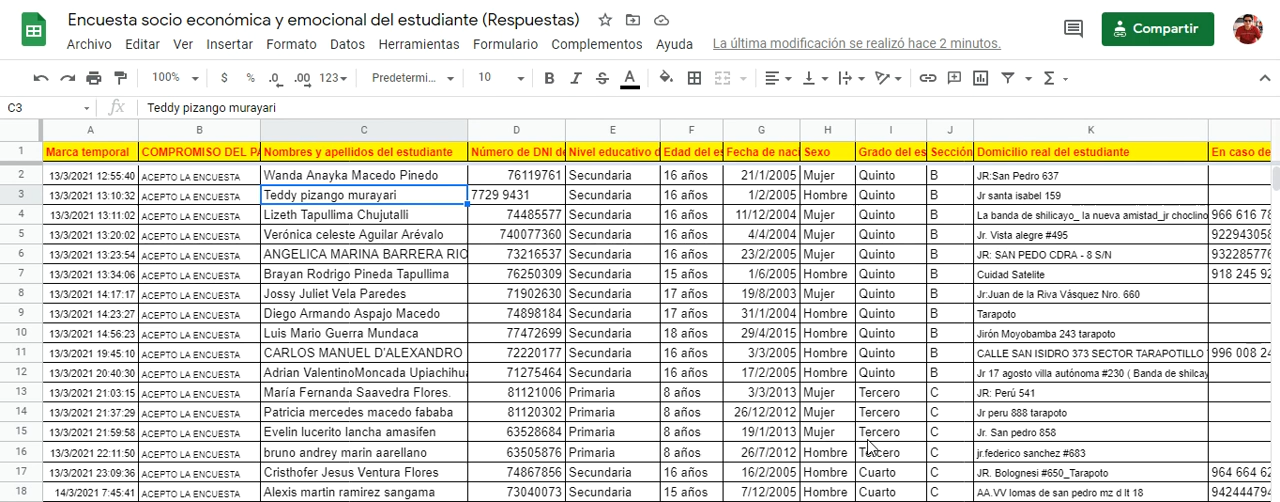 Encuesta socio económica y emocional del estudiante (Respuestas)
Archivo Editar Ver Insertar Formato Datos Herramientas Formulario Complementos Ayuda La última modificación se realizó hace 2 minutos.
Compartir
100% $ % .0 .00 123 Predetermi... 10 B I S A
C3 fx Teddy pizango murayari
A B C D E F G H I J K
1 Marca temporal COMPROMISO DEL PA Nombres y apellidos del estudiante Número de DNI de Nivel educativo d Edad del es Fecha de naci Sexo Grado del es Sección Domicilio real del estudiante En caso de
2 13/3/2021 12:55:40 ACEPTO LA ENCUESTA Wanda Anayka Macedo Pinedo 76119761 Secundaria 16 años 21/1/2005 Mujer Quinto B JR:San Pedro 637
3 13/3/2021 13:10:32 ACEPTO LA ENCUESTA Teddy pizango murayari 7729 9431 Secundaria 16 años 1/2/2005 Hombre Quinto B Jr santa isabel 159
4 13/3/2021 13:11:02 ACEPTO LA ENCUESTA Lizeth Tapullima Chujutalli 74485577 Secundaria 16 años 11/12/2004 Mujer Quinto B La banda de shilicayo_ la nueva amistad_jr choclino 966 616 78
5 13/3/2021 13:20:02 ACEPTO LA ENCUESTA Verónica celeste Aguilar Arévalo 740077360 Secundaria 16 años 4/4/2004 Mujer Quinto B Jr. Vista alegre #495 922943058
6 13/3/2021 13:23:54 ACEPTO LA ENCUESTA ANGELICA MARINA BARRERA RIO 73216537 Secundaria 16 años 23/2/2005 Mujer Quinto B JR: SAN PEDO CDRA - 8 S/N 932285776
7 13/3/2021 13:34:06 ACEPTO LA ENCUESTA Brayan Rodrigo Pineda Tapullima 76250309 Secundaria 15 años 1/6/2005 Hombre Quinto B Cuidad Satelite 918 245 92
8 13/3/2021 14:17:17 ACEPTO LA ENCUESTA Jossy Juliet Vela Paredes 71902630 Secundaria 17 años 19/8/2003 Mujer Quinto B Jr:Juan de la Riva Vásquez Nro. 660
9 13/3/2021 14:23:27 ACEPTO LA ENCUESTA Diego Armando Aspajo Macedo 74898184 Secundaria 17 años 31/1/2004 Hombre Quinto B Tarapoto
10 13/3/2021 14:56:23 ACEPTO LA ENCUESTA Luis Mario Guerra Mundaca 77472699 Secundaria 18 años 29/4/2015 Hombre Quinto B Jirón Moyobamba 243 tarapoto
11 13/3/2021 19:45:10 ACEPTO LA ENCUESTA CARLOS MANUEL D'ALEXANDRO 72220177 Secundaria 16 años 3/3/2005 Hombre Quinto B CALLE SAN ISIDRO 373 SECTOR TARAPOTILLO 996 008 24
12 13/3/2021 20:40:30 ACEPTO LA ENCUESTA Adrian ValentinoMoncada Upiachihua 71275464 Secundaria 16 años 17/2/2005 Hombre Quinto B Jr 17 agosto villa autónoma #230 ( Banda de shilcay
13 13/3/2021 21:03:15 ACEPTO LA ENCUESTA María Fernanda Saavedra Flores. 81121006 Primaria 8 años 3/3/2013 Mujer Tercero C JR: Perú 541
14 13/3/2021 21:37:29 ACEPTO LA ENCUESTA Patricia mercedes macedo fababa 81120302 Primaria 8 años 26/12/2012 Mujer Tercero C Jr peru 888 tarapoto
15 13/3/2021 21:59:58 ACEPTO LA ENCUESTA Evelin lucerito lancha amasifen 63528684 Primaria 8 años 19/1/2013 Mujer Tercero C Jr. San pedro 858
16 13/3/2021 22:11:50 ACEPTO LA ENCUESTA bruno andrey marin aarellano 63505876 Primaria 8 años 26/7/2012 Hombre Tercero C jr.federico sanchez #683
17 13/3/2021 23:09:36 ACEPTO LA ENCUESTA Cristhofer Jesus Ventura Flores 74867856 Secundaria 16 años 16/2/2005 Hombre Cuarto C JR. Bolognesi #650_Tarapoto 964 664 62
18 14/3/2021 7:45:41 ACEPTO LA ENCUESTA Alexis martin ramirez sangama 73040073 Secundaria 15 años 7/12/2005 Hombre Cuarto C AA.VV lomas de san pedro mz d lt 18 942444794